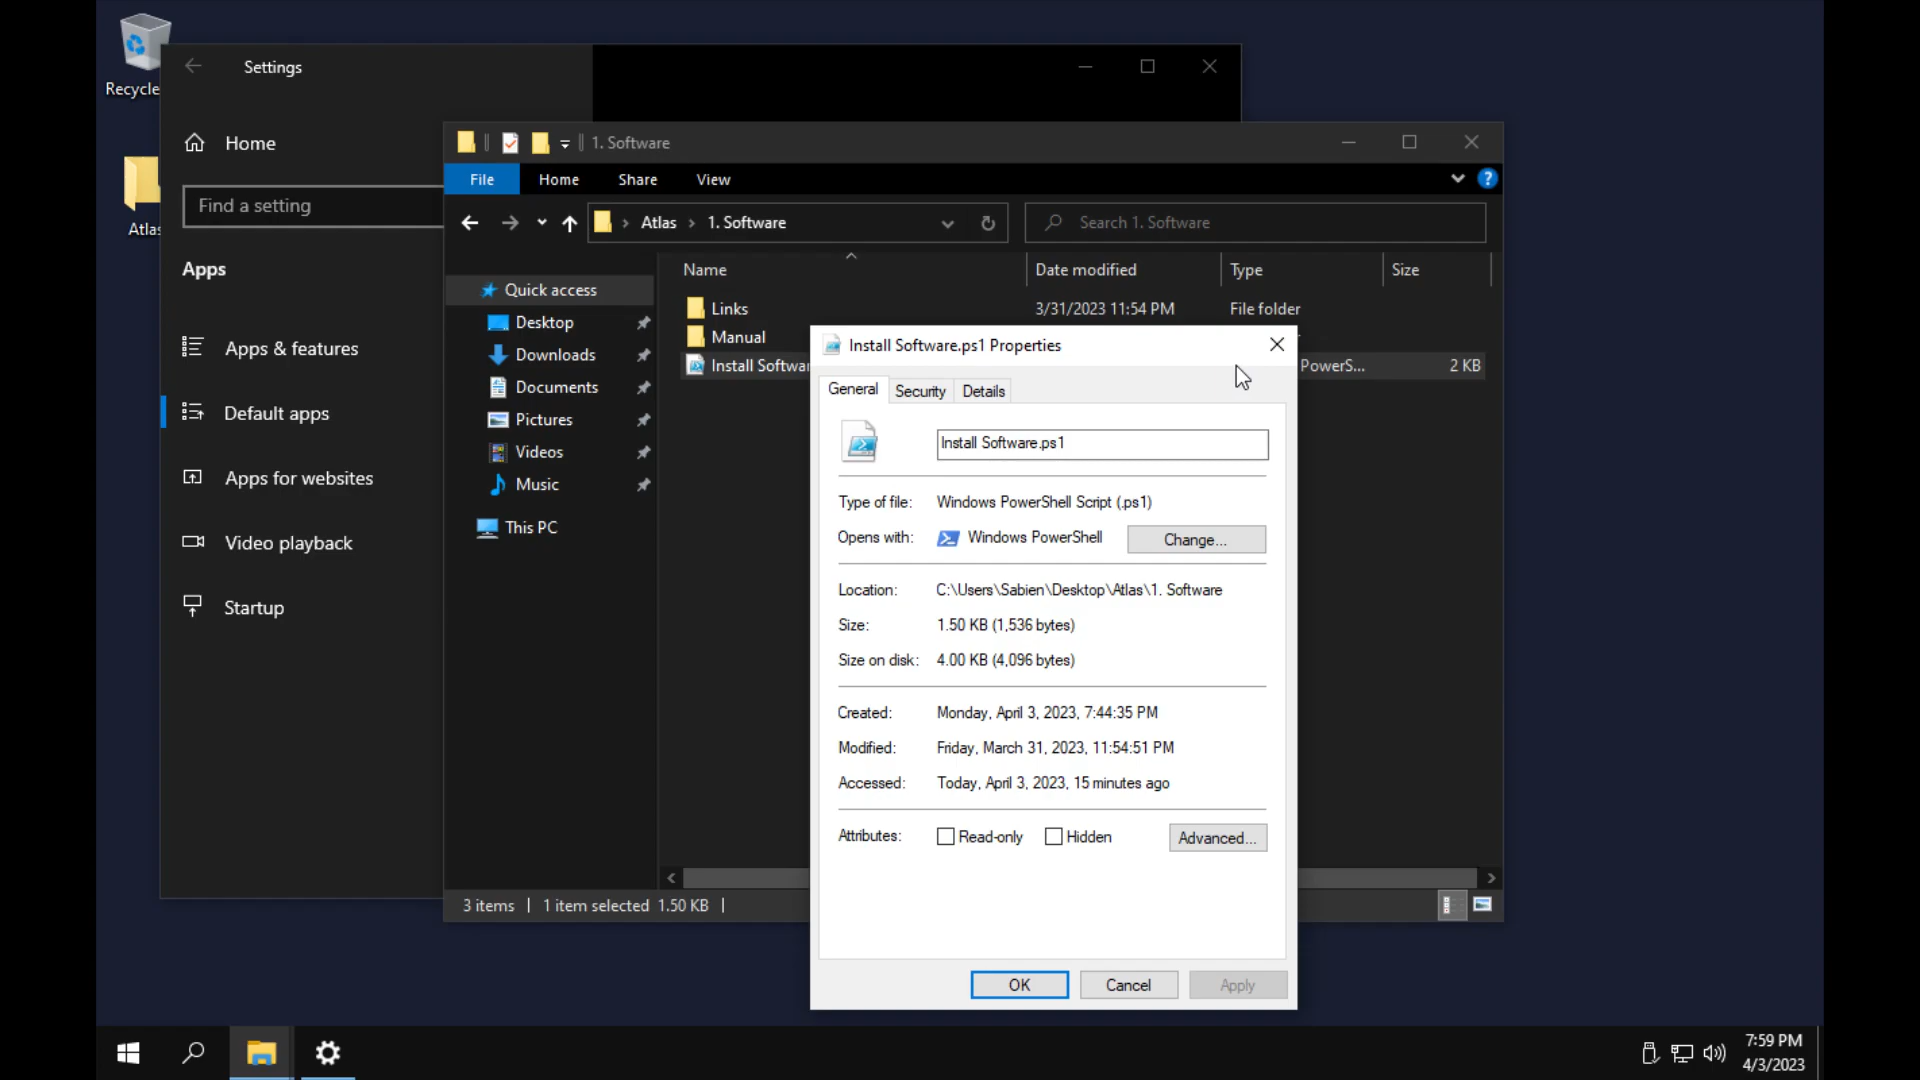 Recycle
Atlas
Settings
Home
Find a setting
Apps
Apps & features
Default apps
Apps for websites
Video playback
Startup
1. Software
File Home Share View
Atlas 1. Software
Search 1. Software
Quick access
Desktop
Downloads
Documents
Pictures
Videos
Music
This PC
Name Date modified Type Size
Links 3/31/2023 11:54 PM File folder
Manual
Install Softwar PowerS... 2 KB
3 items 1 item selected 1.50 KB
Install Software.ps1 Properties
General Security Details
Install Software.ps1
Type of file: Windows PowerShell Script (.ps1)
Opens with: Windows PowerShell Change...
Location: C:\Users\Sabien\Desktop\Atlas\1. Software
Size: 1.50 KB (1,536 bytes)
Size on disk: 4.00 KB (4,096 bytes)
Created: Monday, April 3, 2023, 7:44:35 PM
Modified: Friday, March 31, 2023, 11:54:51 PM
Accessed: Today, April 3, 2023, 15 minutes ago
Attributes: Read-only Hidden Advanced...
OK Cancel Apply
7:59 PM
4/3/2023